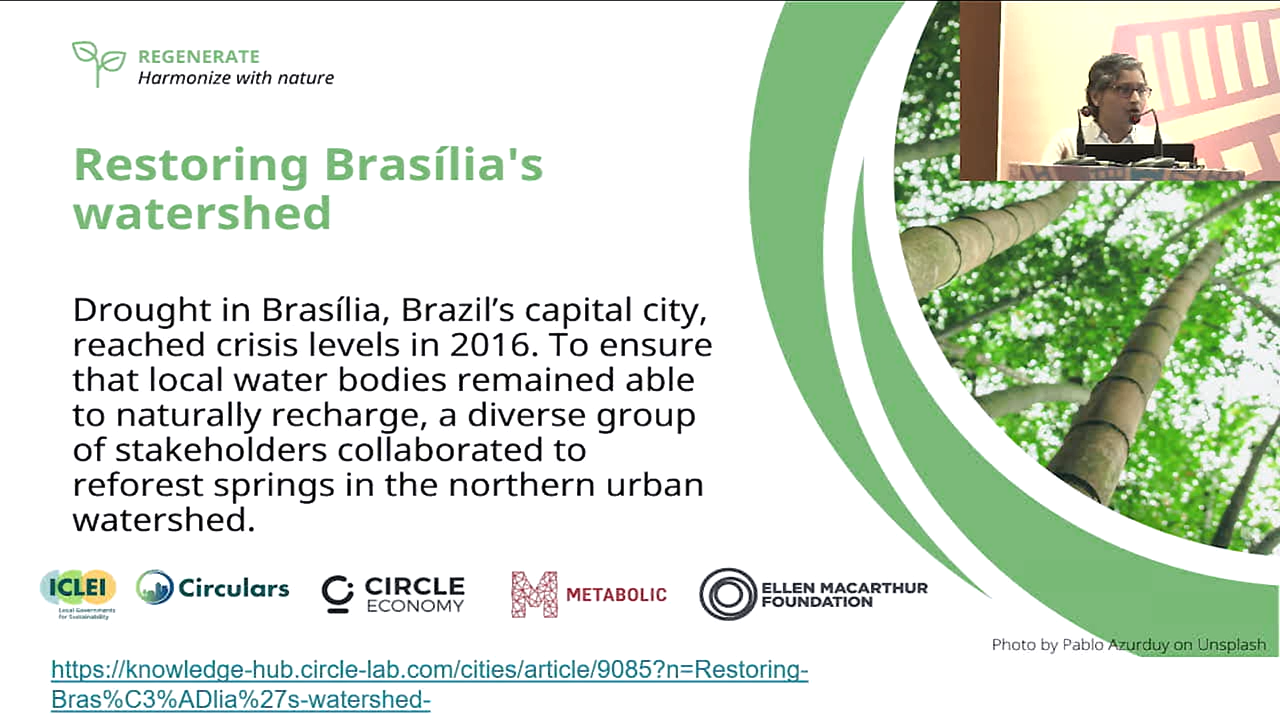 REGENERATE
Harmonize with nature
Restoring Brasília's
watershed
Drought in Brasília, Brazil’s capital city,
reached crisis levels in 2016. To ensure
that local water bodies remained able
to naturally recharge, a diverse group
of stakeholders collaborated to
reforest springs in the northern urban
watershed.
ICLEI
Local Governments
for Sustainability
Circulars
CIRCLE
ECONOMY
METABOLIC
ELLEN MACARTHUR
FOUNDATION
Photo by Pablo Azurduy on Unsplash
https://knowledge-hub.circle-lab.com/cities/article/9085?n=Restoring-
Bras%C3%ADlia%27s-watershed-